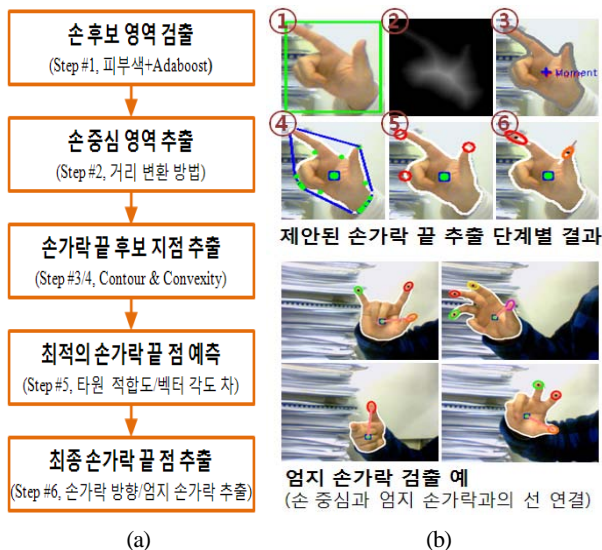 손 후보 영역 검출
(Step #1, 피부색+Adaboost)
손 중심 영역 추출
(Step #2, 거리 변환 방법)
손가락 끝 후보 지점 추출
(Step #3/4, Contour & Convexity)
최적의 손가락 끝 점 예측
(Step #5, 타원 적합도/벡터 각도 차)
최종 손가락 끝 점 추출
(Step #6, 손가락 방향/엄지 손가락 추출)
(a)
① ② ③
Moment
④ ⑤ ⑥
제안된 손가락 끝 추출 단계별 결과
엄지 손가락 검출 예
(손 중심과 엄지 손가락과의 선 연결)
(b)